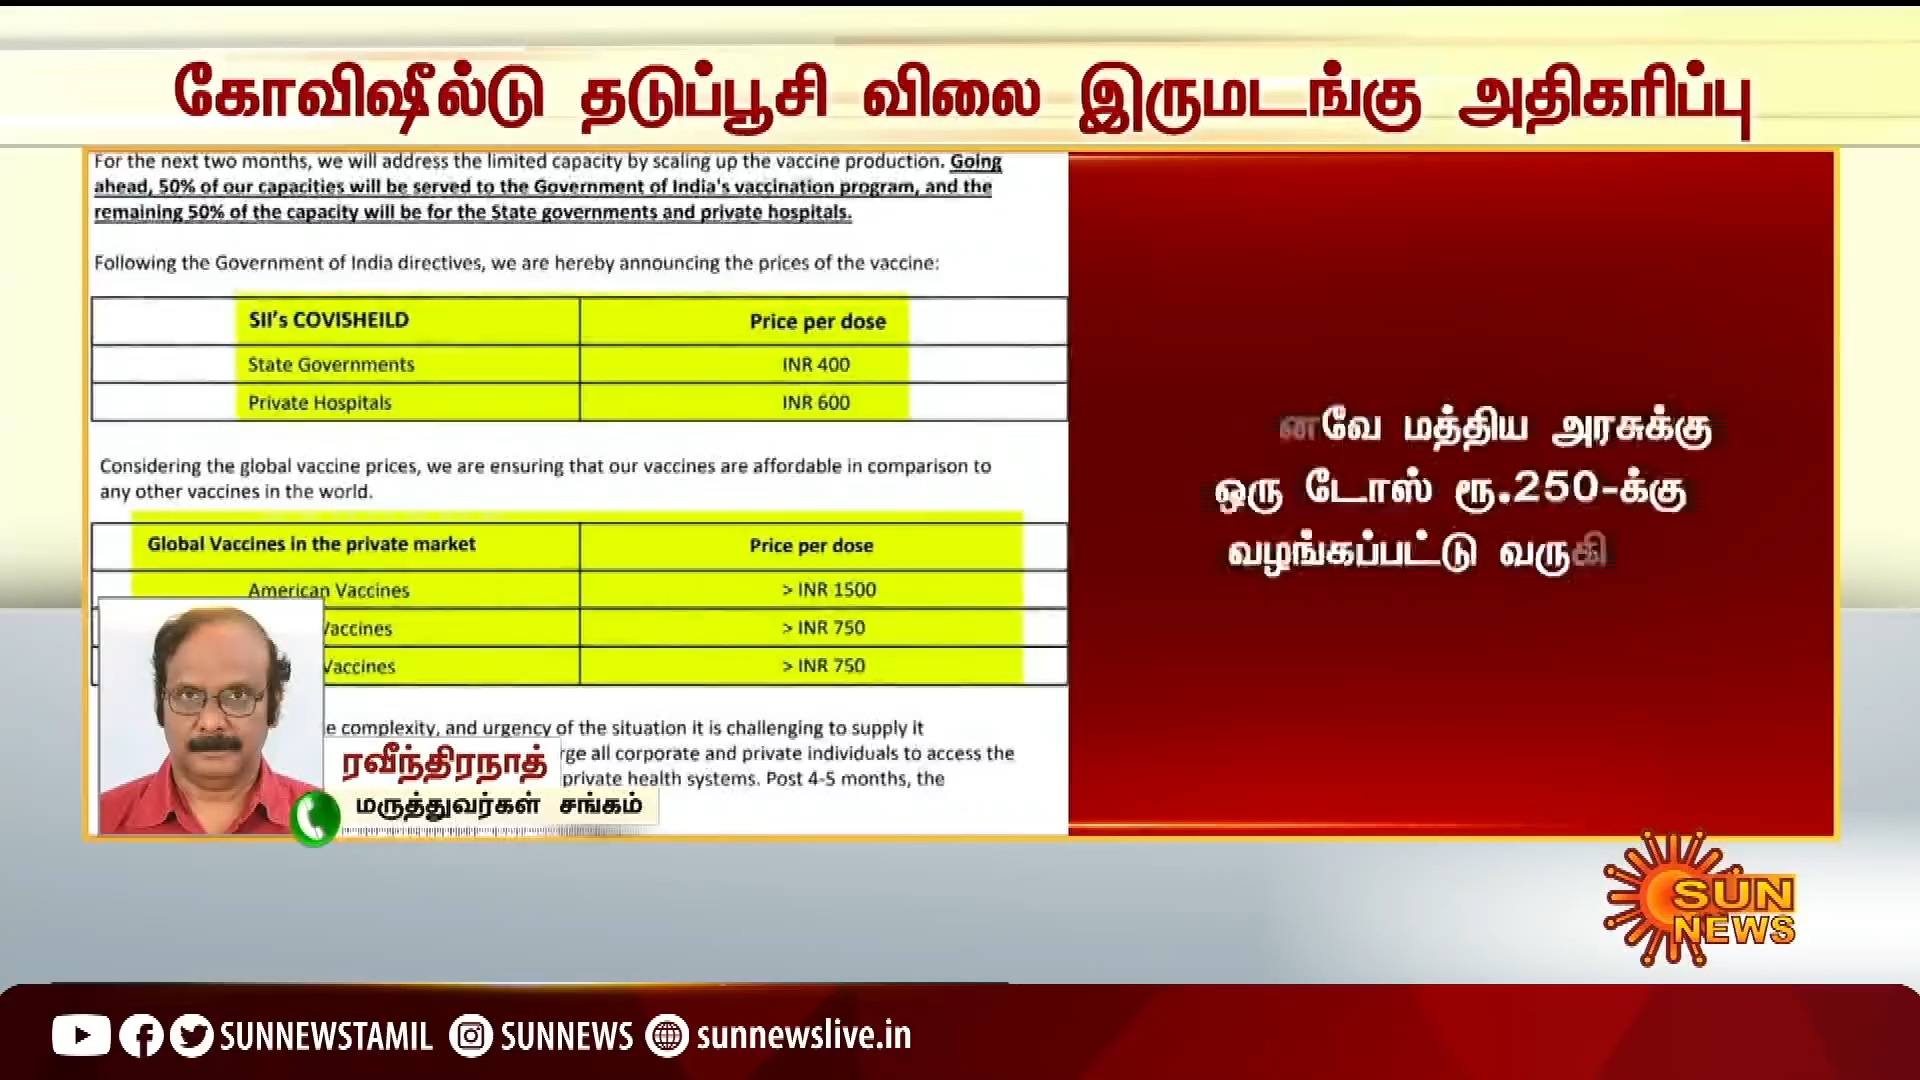 கோவிஷீல்டு தடுப்பூசி விலை இருமடங்கு அதிகரிப்பு
For the next two months, we will address the limited capacity by scaling up the vaccine production. Going
ahead, 50% of our capacities will be served to the Government of India's vaccination program, and the
remaining 50% of the capacity will be for the State governments and private hospitals.
Following the Government of India directives, we are hereby announcing the prices of the vaccine:
SII's COVISHEILD Price per dose
State Governments INR 400
Private Hospitals INR 600
Considering the global vaccine prices, we are ensuring that our vaccines are affordable in comparison to
any other vaccines in the world.
Global Vaccines in the private market Price per dose
American Vaccines > INR 1500
Vaccines > INR 750
Vaccines > INR 750
e complexity, and urgency of the situation it is challenging to supply it
rge all corporate and private individuals to access the
private health systems. Post 4-5 months, the
ரவீந்திரநாத்
மருத்துவர்கள் சங்கம்
னவே மத்திய அரசுக்கு
ஒரு டோஸ் ரூ.250-க்கு
வழங்கப்பட்டு வருகி
SUN
NEWS
SUNNEWSTAMIL SUNNEWS sunnewslive.in